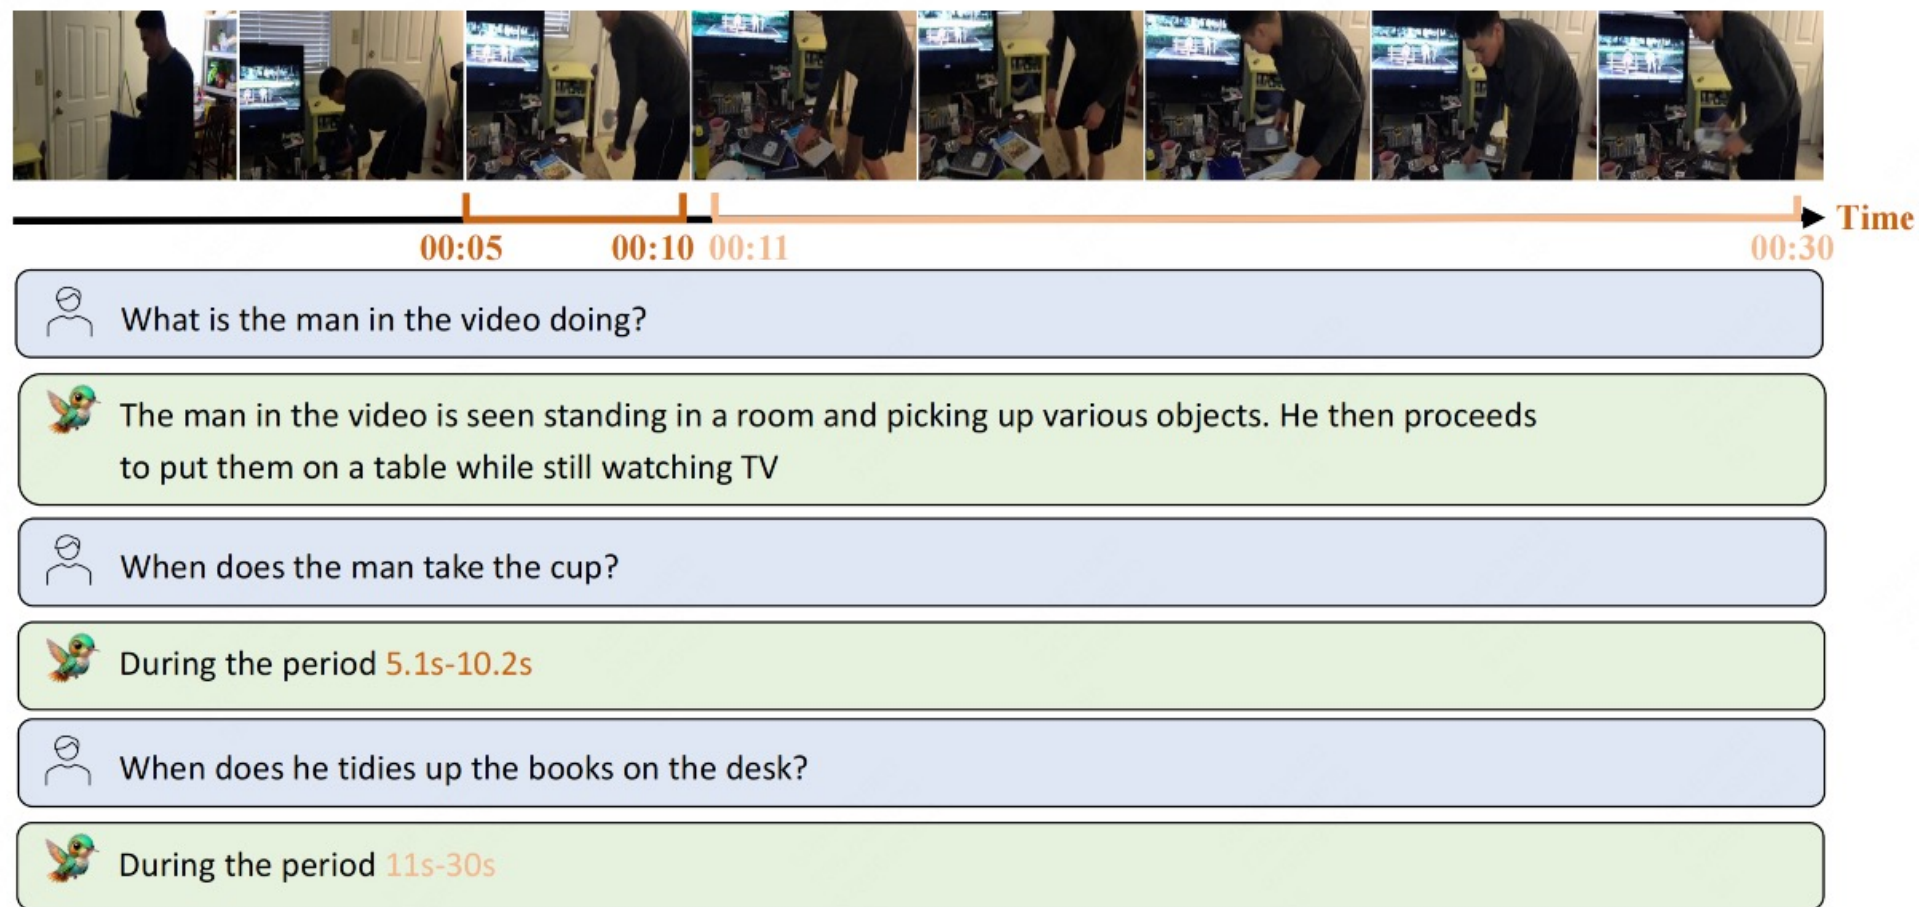 00:05 00:10 00:11 00:30 Time
What is the man in the video doing?
The man in the video is seen standing in a room and picking up various objects. He then proceeds
to put them on a table while still watching TV
When does the man take the cup?
During the period 5.1s-10.2s
When does he tidies up the books on the desk?
During the period 11s-30s